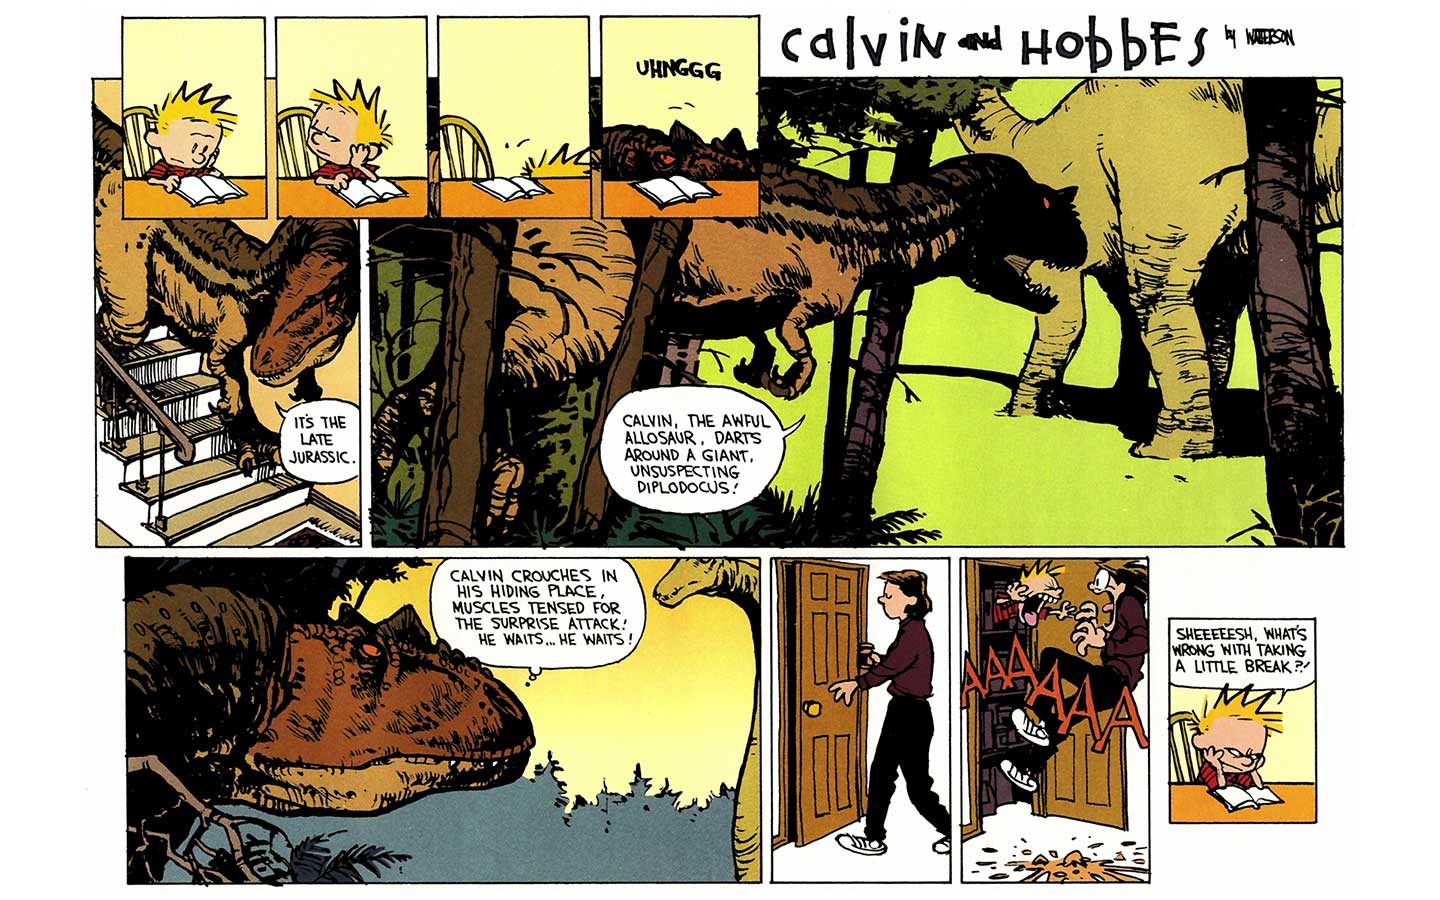 CALVIN and HOBBES by WATTERSON
UHNGGG
IT'S THE
LATE
JURASSIC.
CALVIN, THE AWFUL
ALLOSAUR, DARTS
AROUND A GIANT,
UNSUSPECTING
DIPLODOCUS!
CALVIN CROUCHES IN
HIS HIDING PLACE,
MUSCLES TENSED FOR
THE SURPRISE ATTACK!
HE WAITS... HE WAITS!
AAAAAAA
SHEEEEESH, WHAT'S
WRONG WITH TAKING
A LITTLE BREAK?!